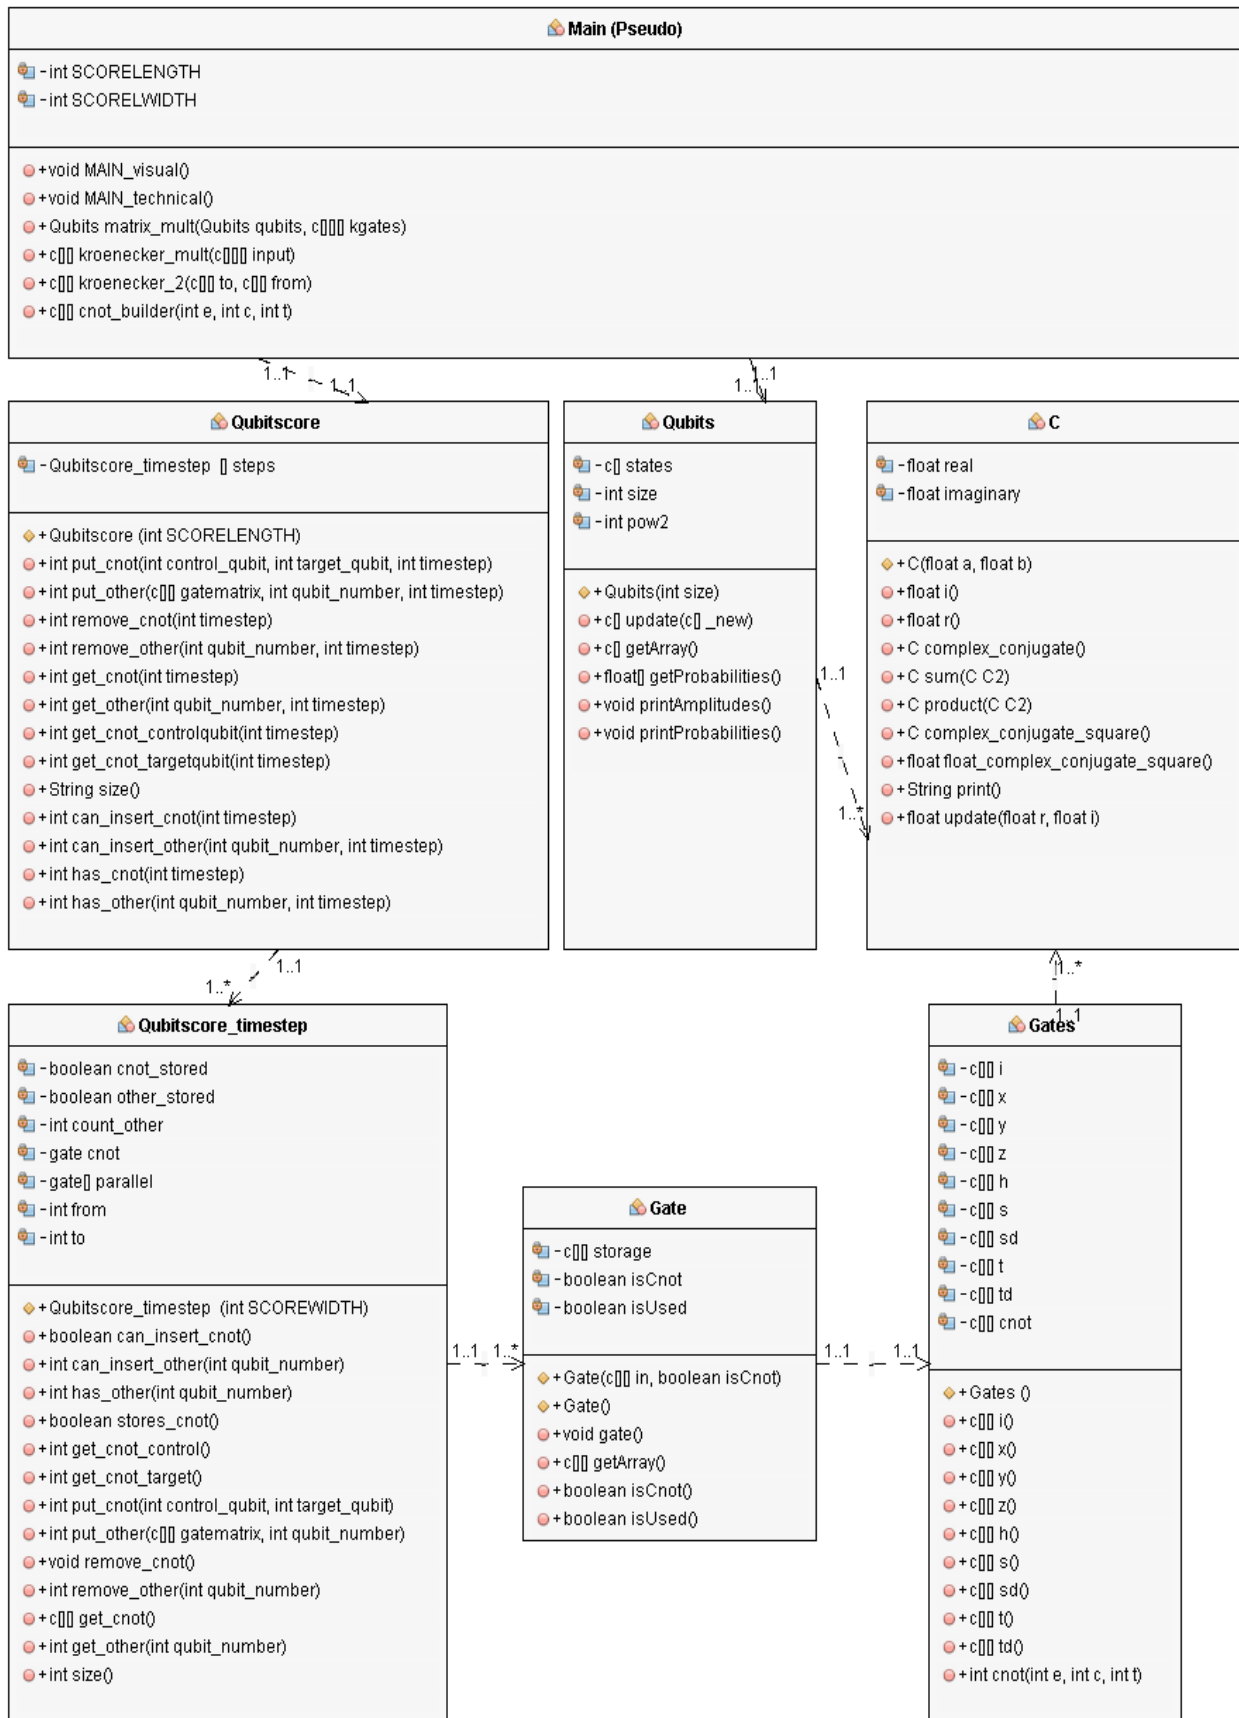 Main (Pseudo)
-int SCORELENGTH
-int SCORELWIDTH
+void MAIN_visual()
+void MAIN_technical()
+Qubits matrix_mult(Qubits qubits, c[][][] kgates)
+c[][] kroenecker_mult(c[][][] input)
+c[][] kroenecker_2(c[][] to, c[][] from)
+c[][] cnot_builder(int e, int c, int t)
1..1
1..1
1..1
1..1
Qubitscore
-Qubitscore_timestep [] steps
+Qubitscore (int SCORELENGTH)
+int put_cnot(int control_qubit, int target_qubit, int timestep)
+int put_other(c[][] gatematrix, int qubit_number, int timestep)
+int remove_cnot(int timestep)
+int remove_other(int qubit_number, int timestep)
+int get_cnot(int timestep)
+int get_other(int qubit_number, int timestep)
+int get_cnot_controlqubit(int timestep)
+int get_cnot_targetqubit(int timestep)
+String size()
+int can_insert_cnot(int timestep)
+int can_insert_other(int qubit_number, int timestep)
+int has_cnot(int timestep)
+int has_other(int qubit_number, int timestep)
Qubits
-c[] states
-int size
-int pow2
+Qubits(int size)
+c[] update(c[] _new)
+c[] getArray()
+float[] getProbabilities()
+void printAmplitudes()
+void printProbabilities()
1..1
1..*
C
-float real
-float imaginary
+C(float a, float b)
+float i()
+float r()
+C complex_conjugate()
+C sum(C C2)
+C product(C C2)
+C complex_conjugate_square()
+float float_complex_conjugate_square()
+String print()
+float update(float r, float i)
1..1
1..*
1..*
1..1
Qubitscore_timestep
-boolean cnot_stored
-boolean other_stored
-int count_other
-gate cnot
-gate[] parallel
-int from
-int to
+Qubitscore_timestep (int SCOREWIDTH)
+boolean can_insert_cnot()
+int can_insert_other(int qubit_number)
+int has_other(int qubit_number)
+boolean stores_cnot()
+int get_cnot_control()
+int get_cnot_target()
+int put_cnot(int control_qubit, int target_qubit)
+int put_other(c[][] gatematrix, int qubit_number)
+void remove_cnot()
+int remove_other(int qubit_number)
+c[][] get_cnot()
+int get_other(int qubit_number)
+int size()
1..1
1..*
Gate
-c[][] storage
-boolean isCnot
-boolean isUsed
+Gate(c[][] in, boolean isCnot)
+Gate()
+void gate()
+c[][] getArray()
+boolean isCnot()
+boolean isUsed()
1..1
1..1
Gates
-c[][] i
-c[][] x
-c[][] y
-c[][] z
-c[][] h
-c[][] s
-c[][] sd
-c[][] t
-c[][] td
-c[][] cnot
+Gates ()
+c[][] i()
+c[][] x()
+c[][] y()
+c[][] z()
+c[][] h()
+c[][] s()
+c[][] sd()
+c[][] t()
+c[][] td()
+int cnot(int e, int c, int t)